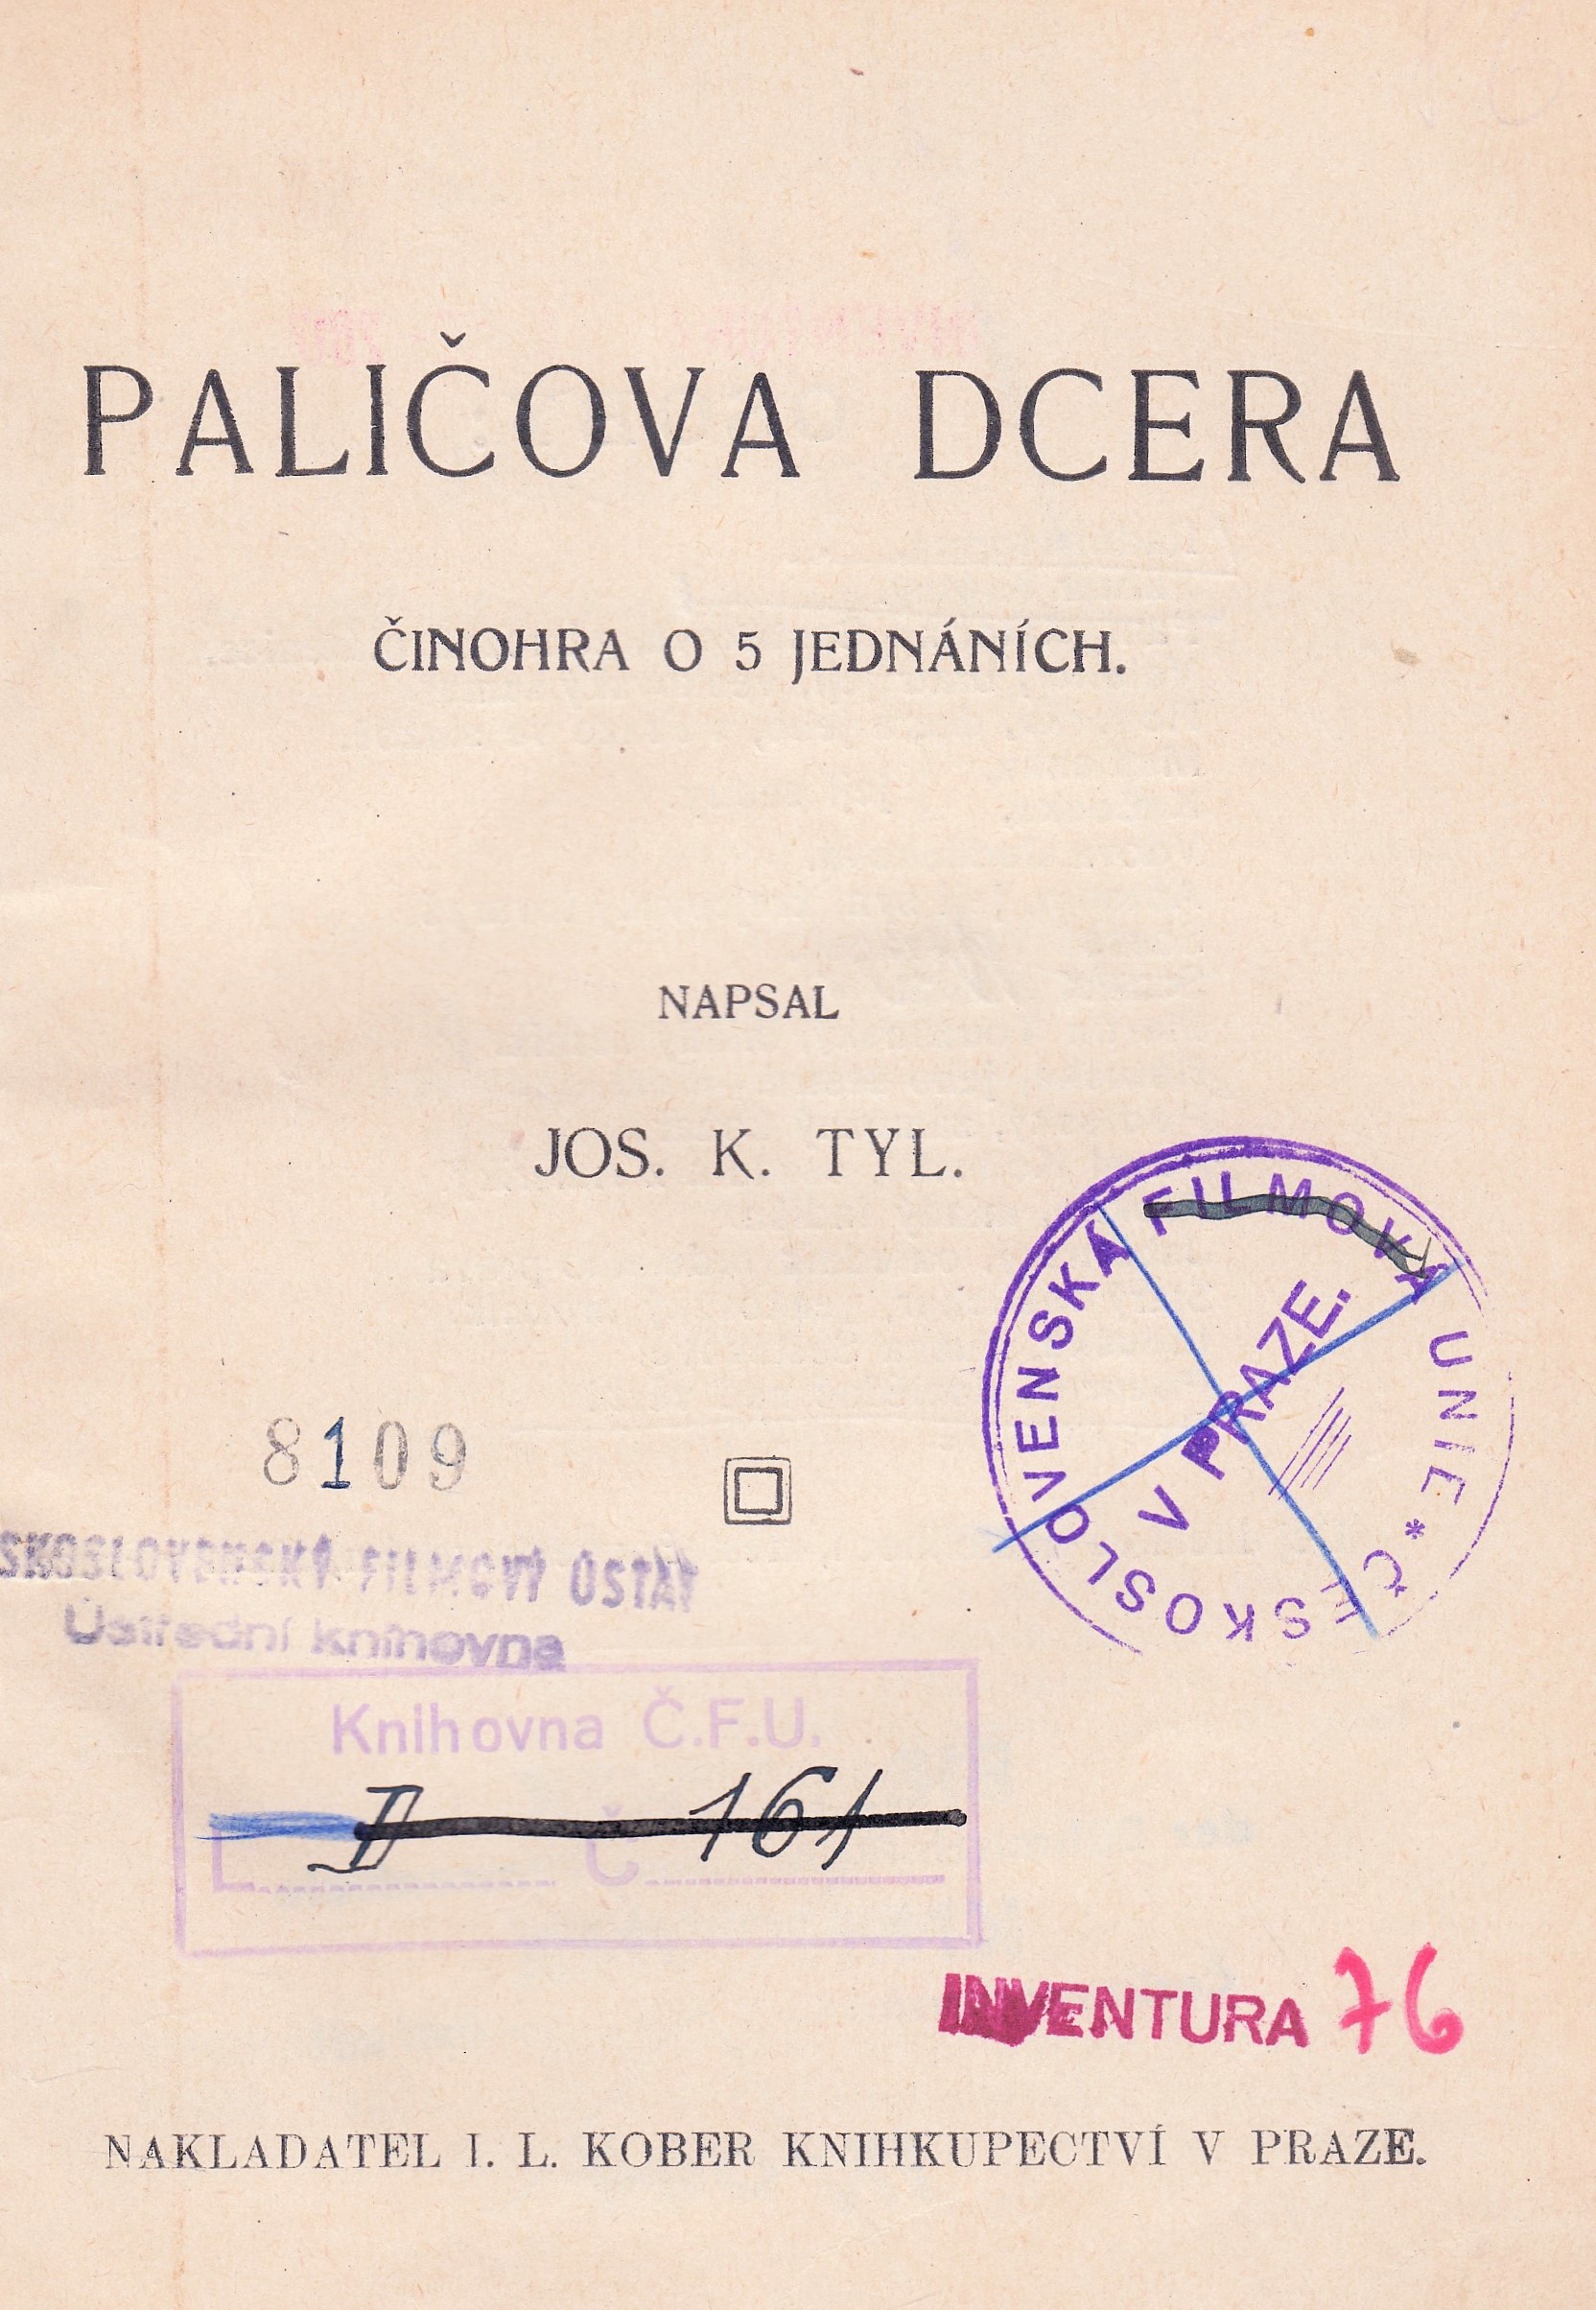 PALIČOVA DCERA
ČINOHRA O 5 JEDNÁNÍCH.
NAPSAL
JOS. K. TYL.
ČESKOSLOVENSKÁ FILMOVÁ UNIE *
V PRAZE.
8109
SKOSLOVENSKÝ FILMOVÝ ÚSTAV
Ústřední knihovna
Knihovna Č.F.U.
D 161
L Č
INVENTURA 76
NAKLADATEL I. L. KOBER KNIHKUPECTVÍ V PRAZE.